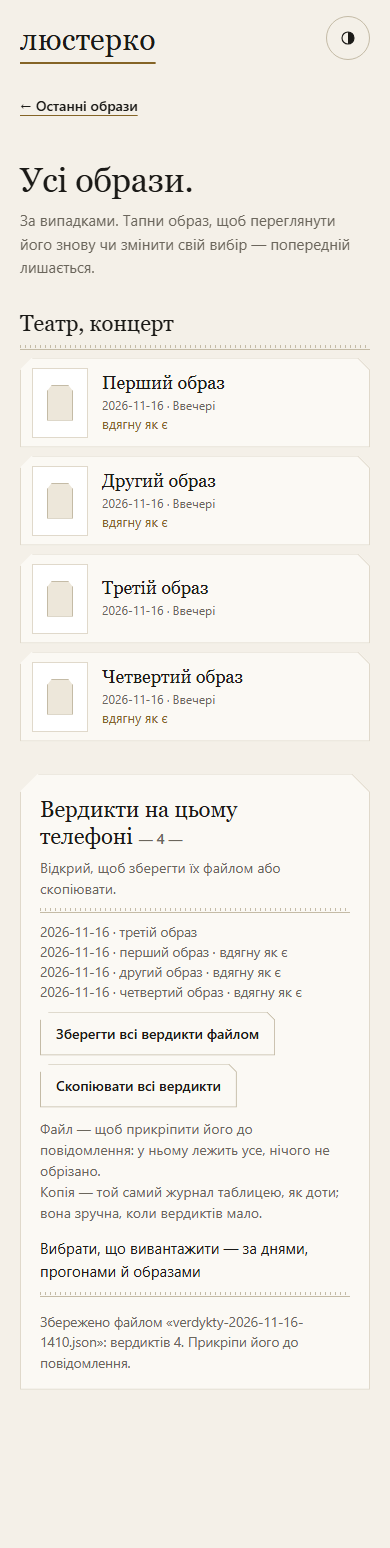 люстерко
← Останні образи
Усі образи.
За випадками. Тапни образ, щоб переглянути
його знову чи змінити свій вибір — попередній
лишається.
Театр, концерт
Перший образ
2026-11-16 · Ввечері
вдягну як є
Другий образ
2026-11-16 · Ввечері
вдягну як є
Третій образ
2026-11-16 · Ввечері
Четвертий образ
2026-11-16 · Ввечері
вдягну як є
Вердикти на цьому
телефоні — 4 —
Відкрий, щоб зберегти їх файлом або
скопіювати.
2026-11-16 · третій образ
2026-11-16 · перший образ · вдягну як є
2026-11-16 · другий образ · вдягну як є
2026-11-16 · четвертий образ · вдягну як є
Зберегти всі вердикти файлом
Скопіювати всі вердикти
Файл — щоб прикріпити його до
повідомлення: у ньому лежить усе, нічого не
обрізано.
Копія — той самий журнал таблицею, як доти;
вона зручна, коли вердиктів мало.
Вибрати, що вивантажити — за днями,
прогонами й образами
Збережено файлом «verdykty-2026-11-16-
1410.json»: вердиктів 4. Прикріпи його до
повідомлення.